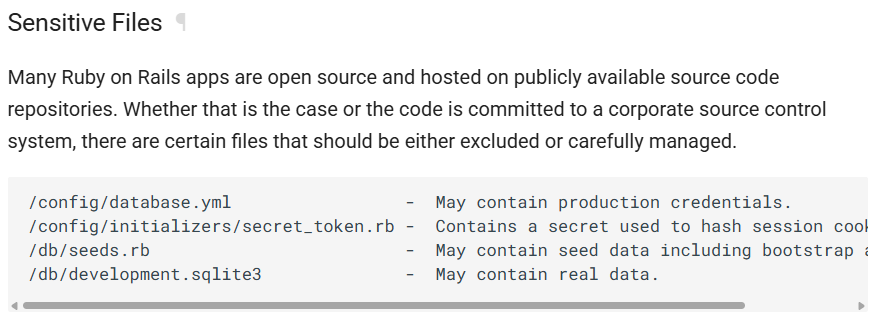 Sensitive Files ¶
Many Ruby on Rails apps are open source and hosted on publicly available source code
repositories. Whether that is the case or the code is committed to a corporate source control
system, there are certain files that should be either excluded or carefully managed.
/config/database.yml - May contain production credentials.
/config/initializers/secret_token.rb - Contains a secret used to hash session
/db/seeds.rb - May contain seed data including bootstrap
/db/development.sqlite3 - May contain real data.